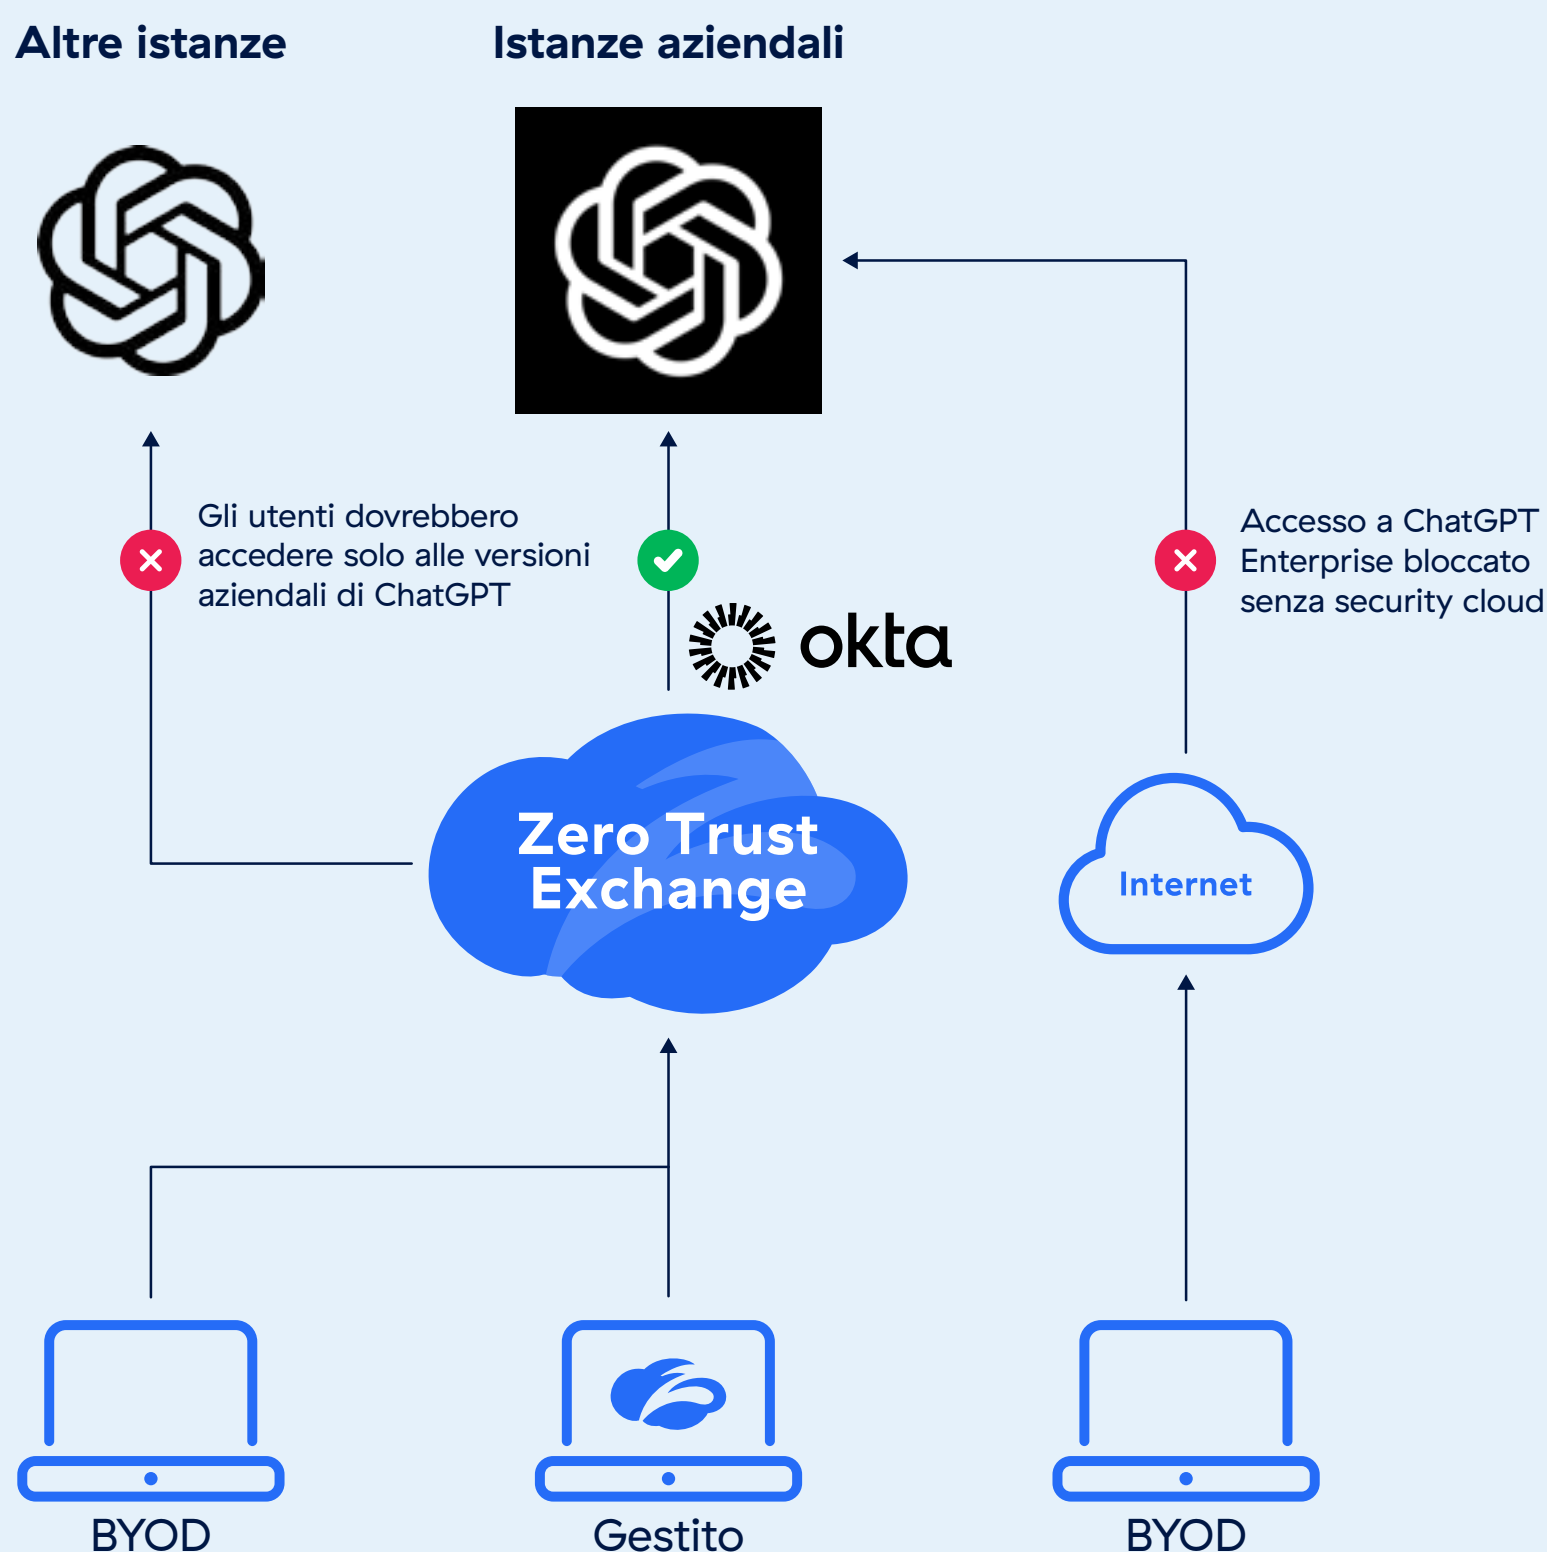 Altre istanze
Istanze aziendali
Gli utenti dovrebbero
accedere solo alle versioni
aziendali di ChatGPT
Accesso a ChatGPT
Enterprise bloccato
senza security cloud
okta
Zero Trust
Exchange
Internet
BYOD
Gestito
BYOD